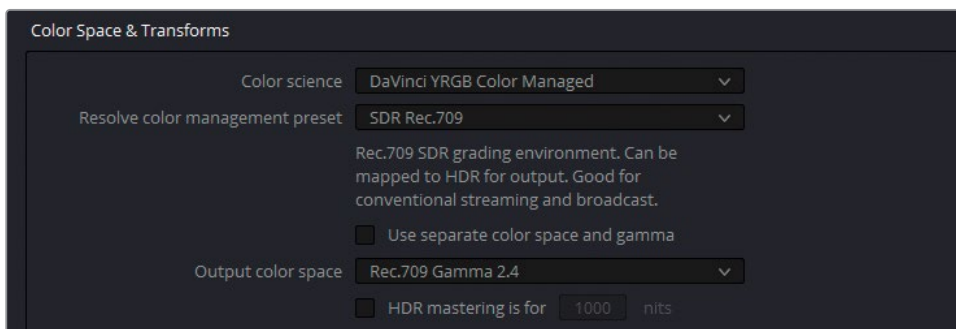 Color Space & Transforms
Color science DaVinci YRGB Color Managed
Resolve color management preset SDR Rec.709
Rec.709 SDR grading environment. Can be
mapped to HDR for output. Good for
conventional streaming and broadcast.
Use separate color space and gamma
Output color space Rec.709 Gamma 2.4
HDR mastering is for 1000 nits